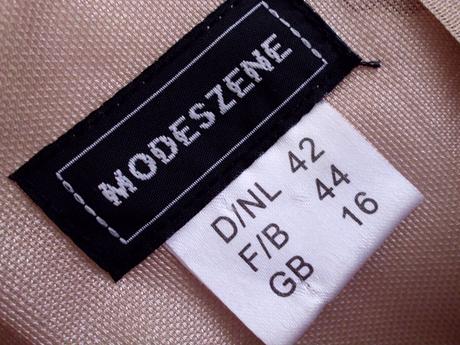 MODESZENE
D/NL 42
F/B 44
GB 16